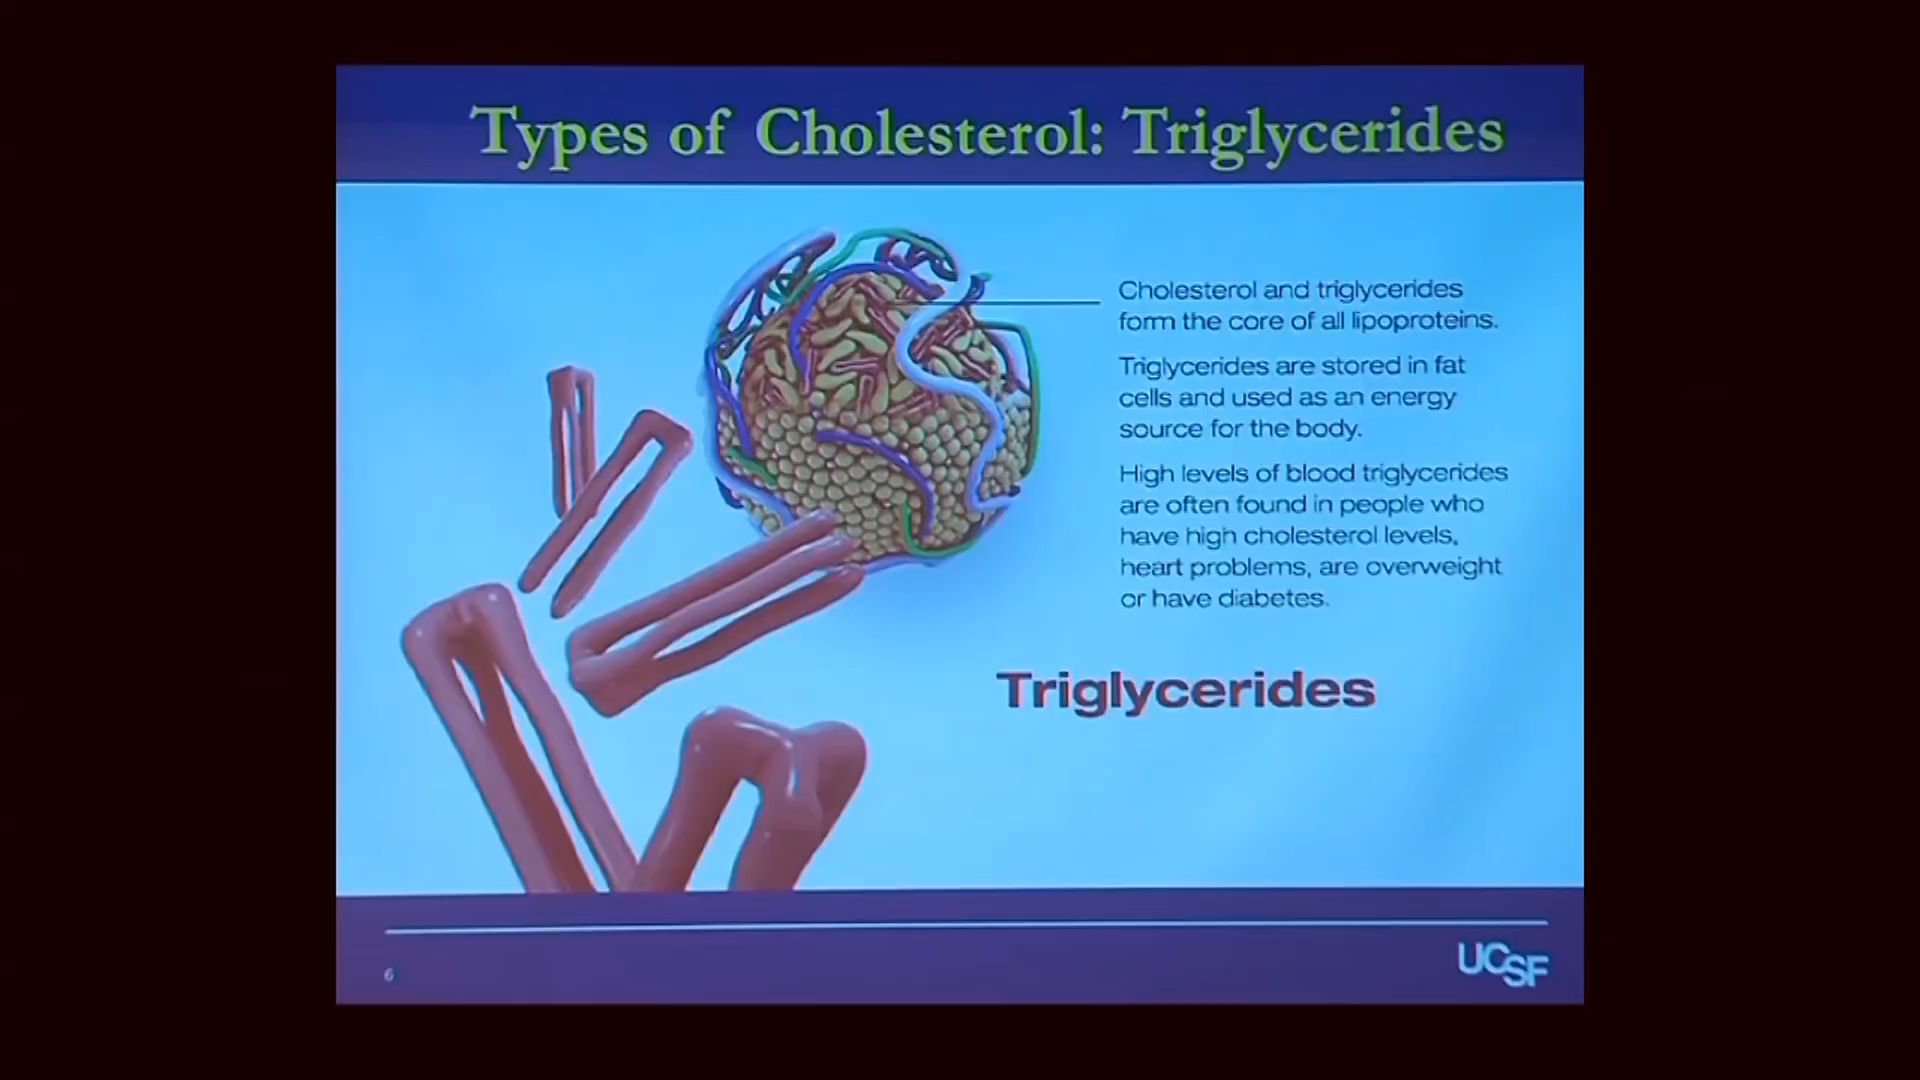 Types of Cholesterol: Triglycerides
Cholesterol and triglycerides
form the core of all lipoproteins.
Triglycerides are stored in fat
cells and used as an energy
source for the body.
High levels of blood triglycerides
are often found in people who
have high cholesterol levels,
heart problems, are overweight
or have diabetes.
Triglycerides
6
UCSF